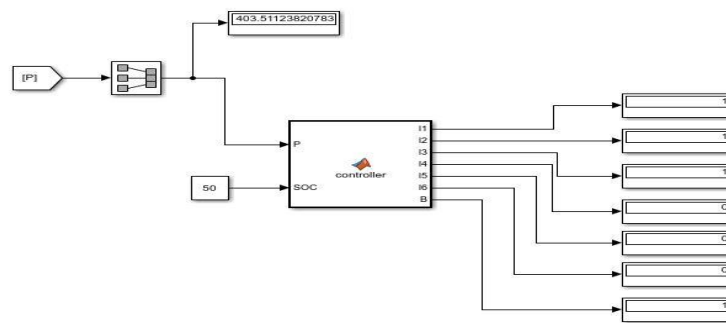 403.51123820783
[P]
P
SOC
50
controller
I1
I2
I3
I4
I5
I6
B
1
1
1
0
0
0
1